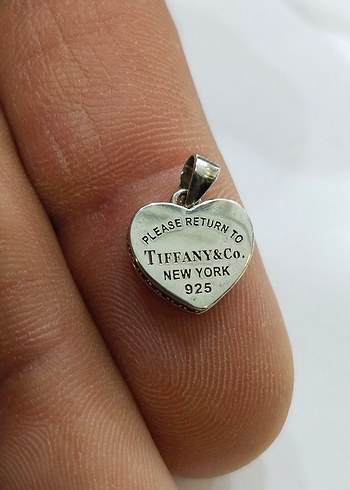 PLEASE RETURN TO
TIFFANY&Co.
NEW YORK
925